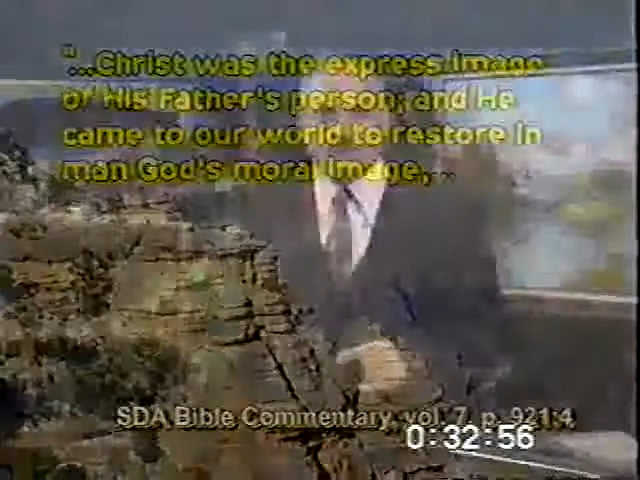 "...Christ was the express image
of His Father's person; and He
came to our world to restore in
man God's moral image,...
SDA Bible Commentary, vol. 7, p. 921:4
0:32:56